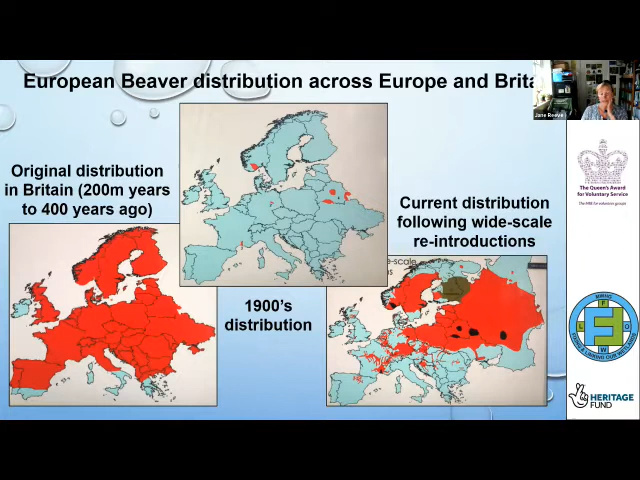 European Beaver distribution across Europe and Brita
Jane Reeve
Original distribution
in Britain (200m years
to 400 years ago)
1900's
distribution
Current distribution
following wide-scale
re-introductions
The Queen's Award
for Voluntary Service
HERITAGE
FUND